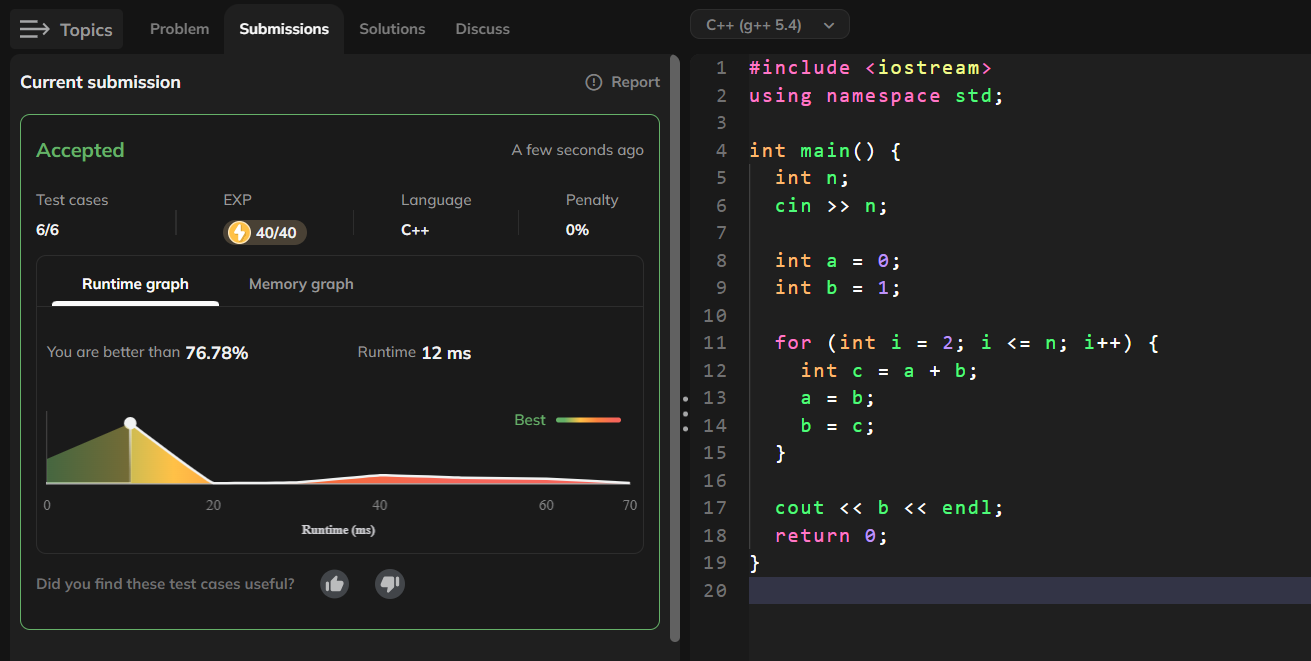 Topics Problem Submissions Solutions Discuss C++ (g++ 5.4)
Current submission Report
Accepted A few seconds ago
Test cases EXP Language Penalty
6/6 40/40 C++ 0%
Runtime graph Memory graph
You are better than 76.78% Runtime 12 ms
Best
0 20 40 60 70
Runtime (ms)
Did you find these test cases useful?
1 #include <iostream>
2 using namespace std;
3
4 int main() {
5   int n;
6   cin >> n;
7
8   int a = 0;
9   int b = 1;
10
11   for (int i = 2; i <= n; i++) {
12     int c = a + b;
13     a = b;
14     b = c;
15   }
16
17   cout << b << endl;
18   return 0;
19 }
20